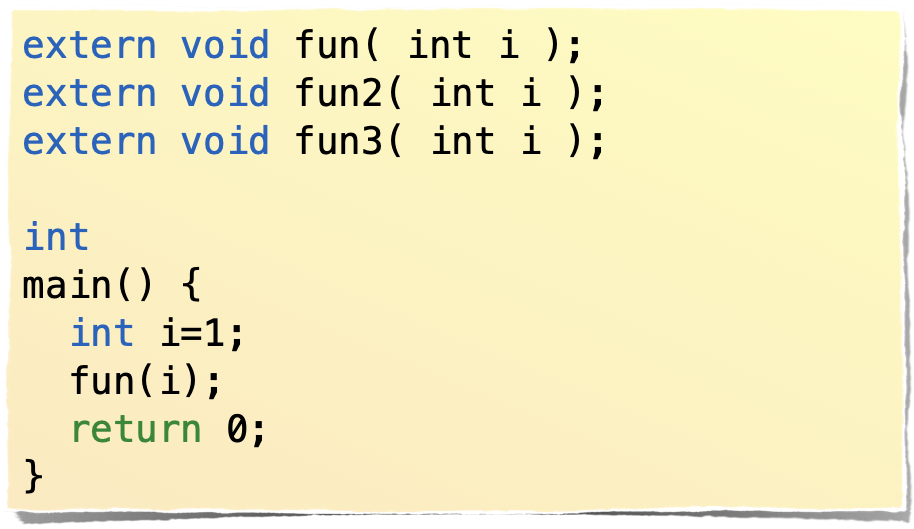 extern void fun( int i );
extern void fun2( int i );
extern void fun3( int i );
int
main() {
int i=1;
fun(i);
return 0;
}